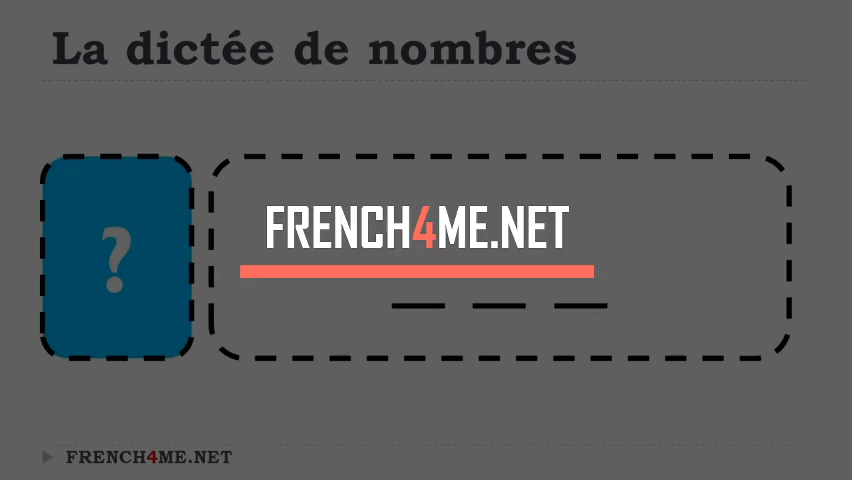 La dictée de nombres
?
FRENCH4ME.NET
FRENCH4ME.NET